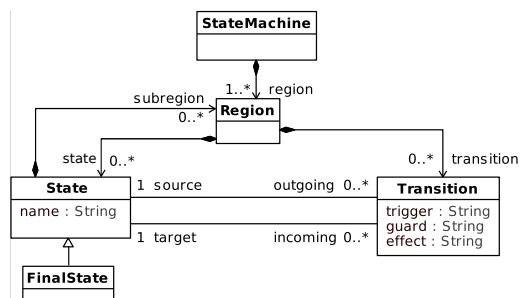 StateMachine
1..* region
subregion
0..*
Region
state 0..*
0..* transition
State
name : String
1 source
outgoing 0..*
1 target
incoming 0..*
Transition
trigger : String
guard : String
effect : String
FinalState